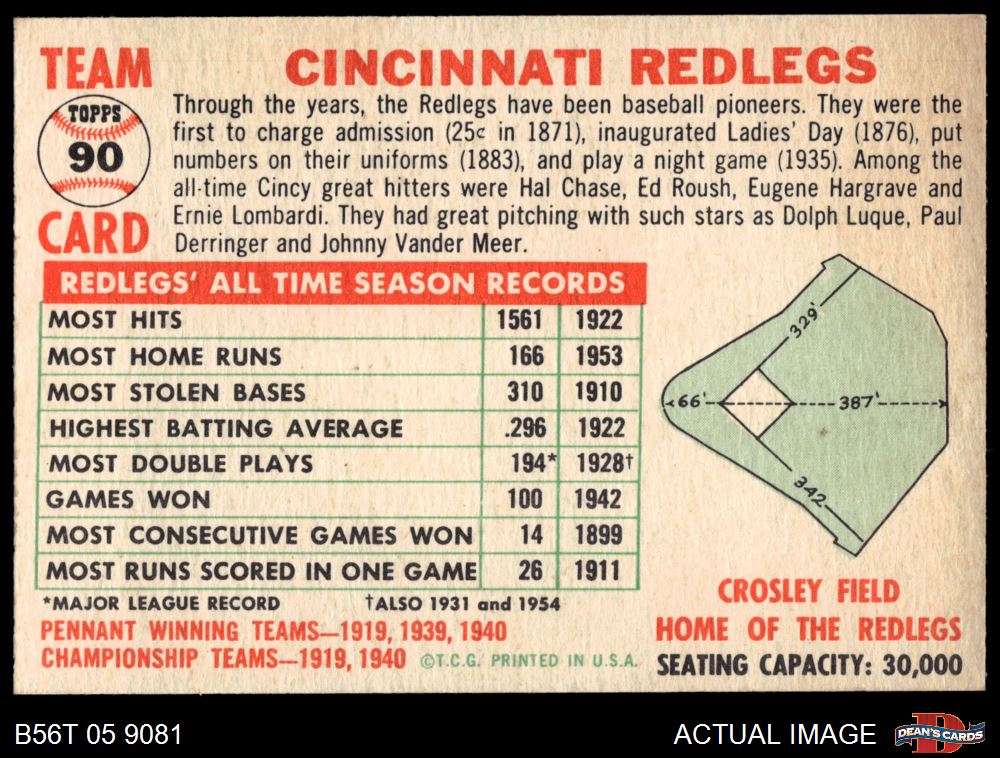 TEAM
TOPPS
90
CARD
CINCINNATI REDLEGS
Through the years, the Redlegs have been baseball pioneers. They were the
first to charge admission (25¢ in 1871), inaugurated Ladies' Day (1876), put
numbers on their uniforms (1883), and play a night game (1935). Among the
all-time Cincy great hitters were Hal Chase, Ed Roush, Eugene Hargrave and
Ernie Lombardi. They had great pitching with such stars as Dolph Luque, Paul
Derringer and Johnny Vander Meer.
REDLEGS' ALL TIME SEASON RECORDS
MOST HITS 1561 1922
MOST HOME RUNS 166 1953
MOST STOLEN BASES 310 1910
HIGHEST BATTING AVERAGE .296 1922
MOST DOUBLE PLAYS 194* 1928†
GAMES WON 100 1942
MOST CONSECUTIVE GAMES WON 14 1899
MOST RUNS SCORED IN ONE GAME 26 1911
*MAJOR LEAGUE RECORD †ALSO 1931 and 1954
PENNANT WINNING TEAMS—1919, 1939, 1940
CHAMPIONSHIP TEAMS—1919, 1940 ©T.C.G. PRINTED IN U.S.A.
329'
66'
387'
342'
CROSLEY FIELD
HOME OF THE REDLEGS
SEATING CAPACITY: 30,000
B56T 05 9081
ACTUAL IMAGE
D
DEAN'S CARDS